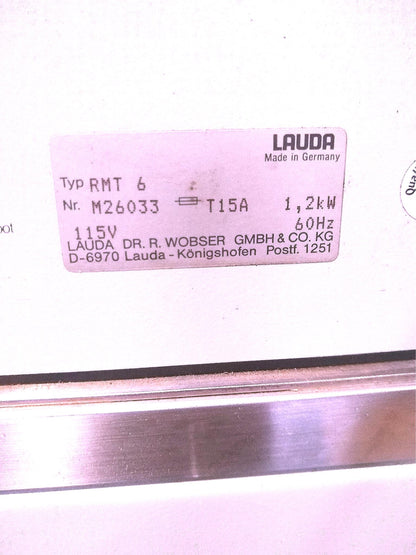 LAUDA
Made in Germany
Typ RMT 6
Nr. M26033 T15A 1,2kW
115V 60Hz
LAUDA DR. R. WOBSER GMBH & CO. KG
D-6970 Lauda - Königshofen Postf. 1251